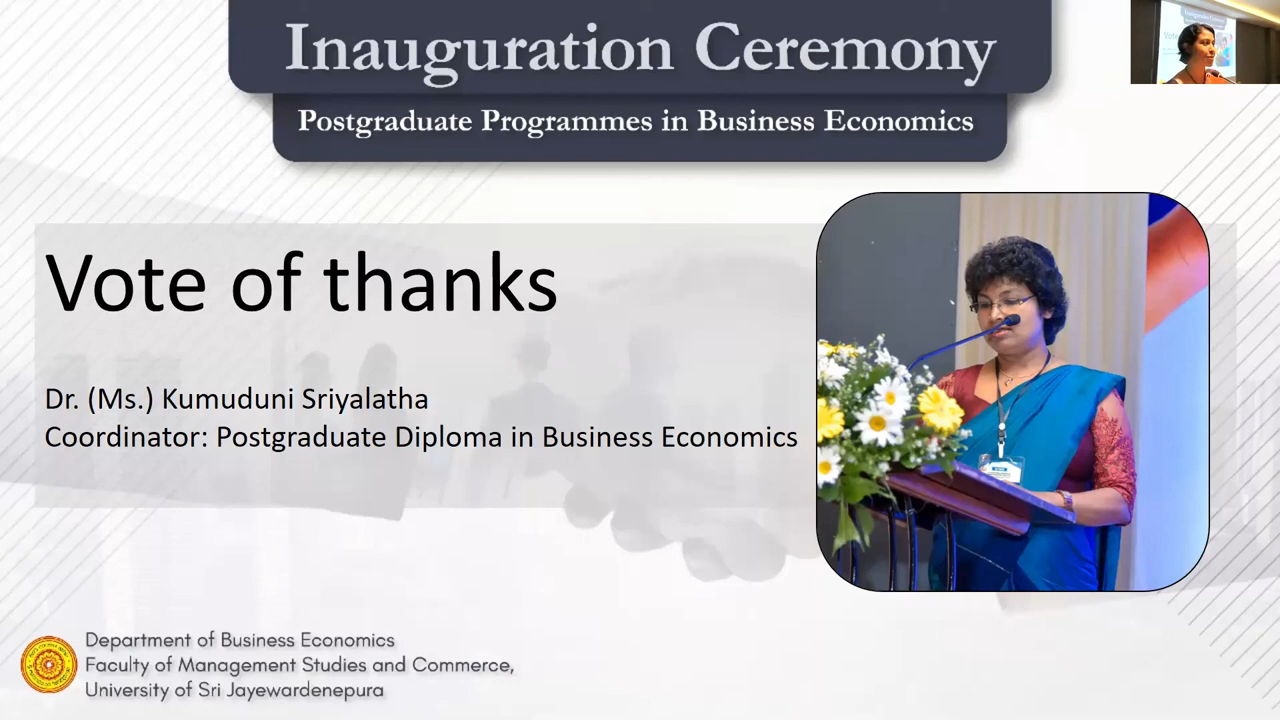 Inauguration Ceremony
Postgraduate Programmes in Business Economics
Vote of thanks
Dr. (Ms.) Kumuduni Sriyalatha
Coordinator: Postgraduate Diploma in Business Economics
Department of Business Economics
Faculty of Management Studies and Commerce,
University of Sri Jayewardenepura